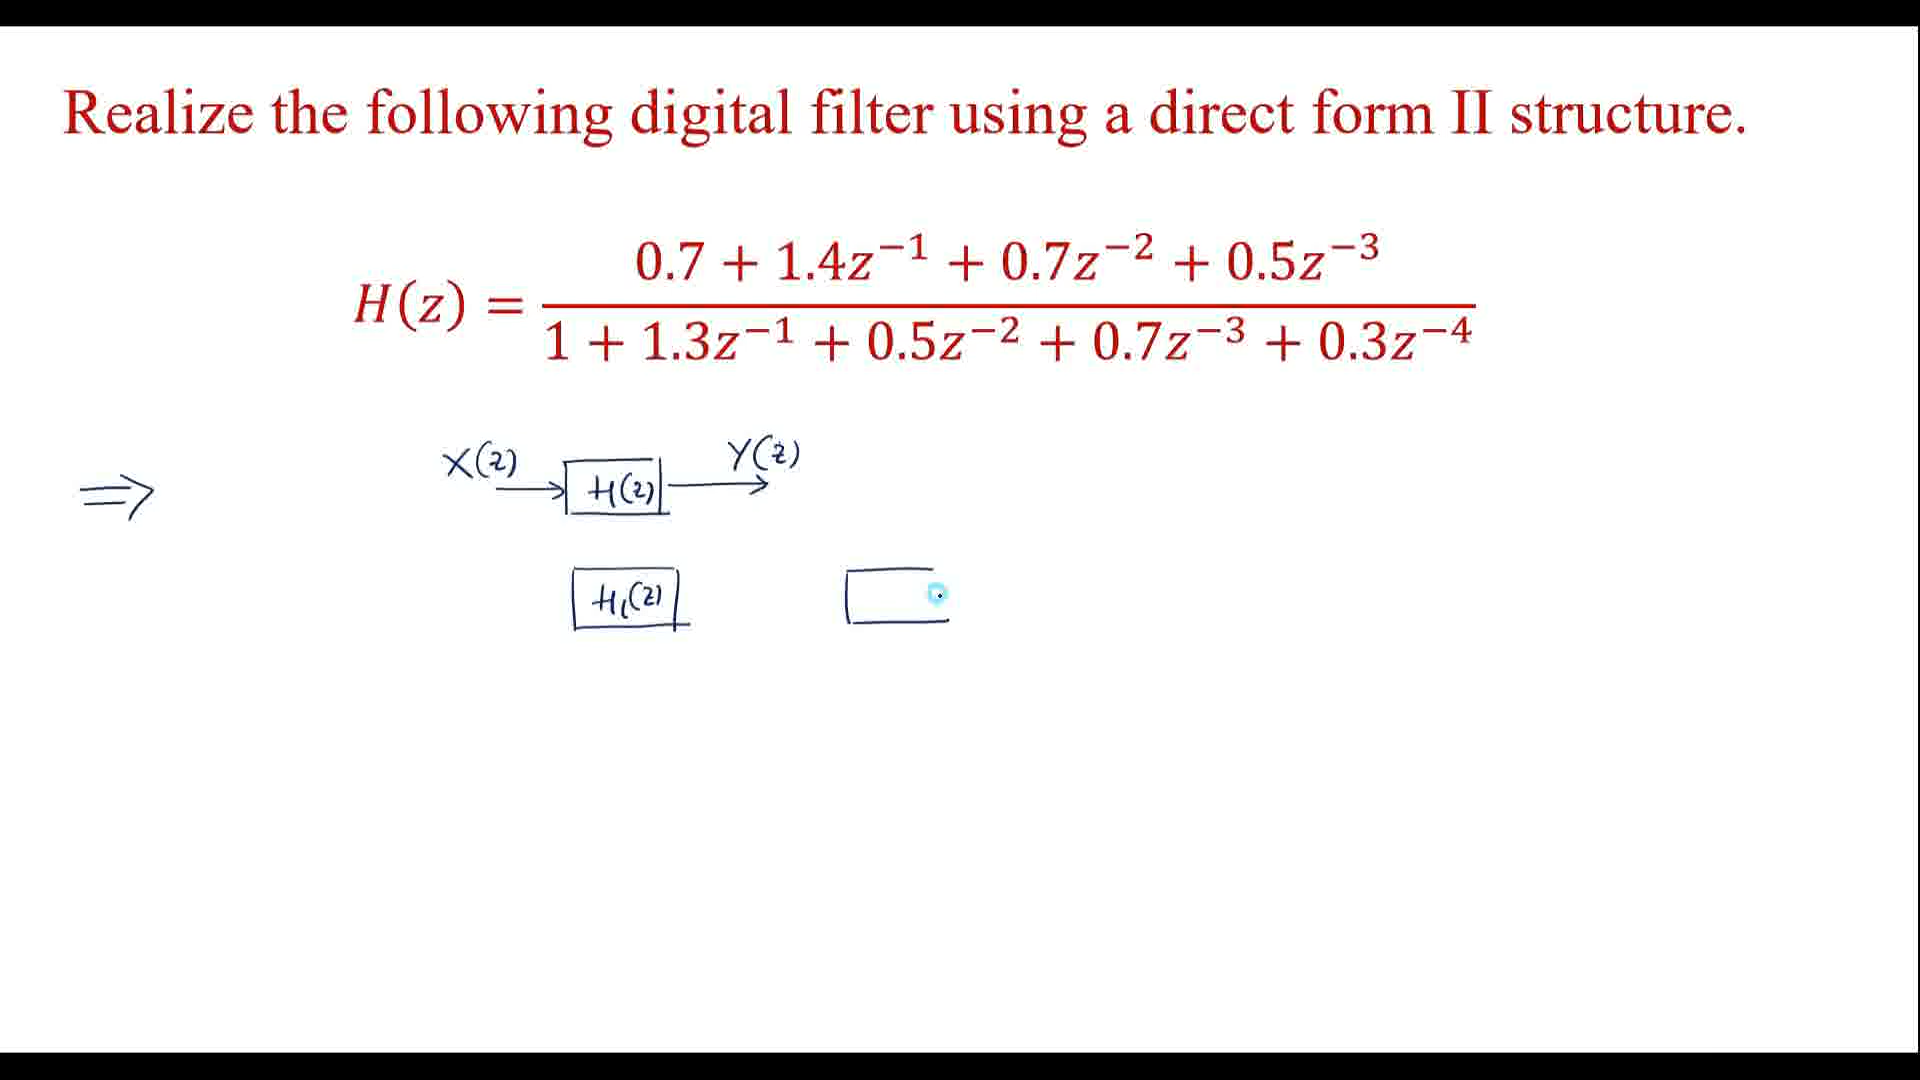 Realize the following digital filter using a direct form II structure.
H(z) = \frac{0.7 + 1.4z^{-1} + 0.7z^{-2} + 0.5z^{-3}}{1 + 1.3z^{-1} + 0.5z^{-2} + 0.7z^{-3} + 0.3z^{-4}}
⇒ X(z) → H(z) → Y(z)
H₁(z)